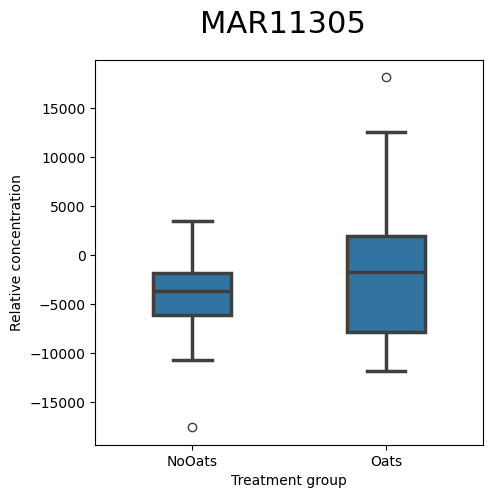 MAR11305
Relative concentration
15000
10000
5000
0
−5000
−10000
−15000
NoOats
Oats
Treatment group